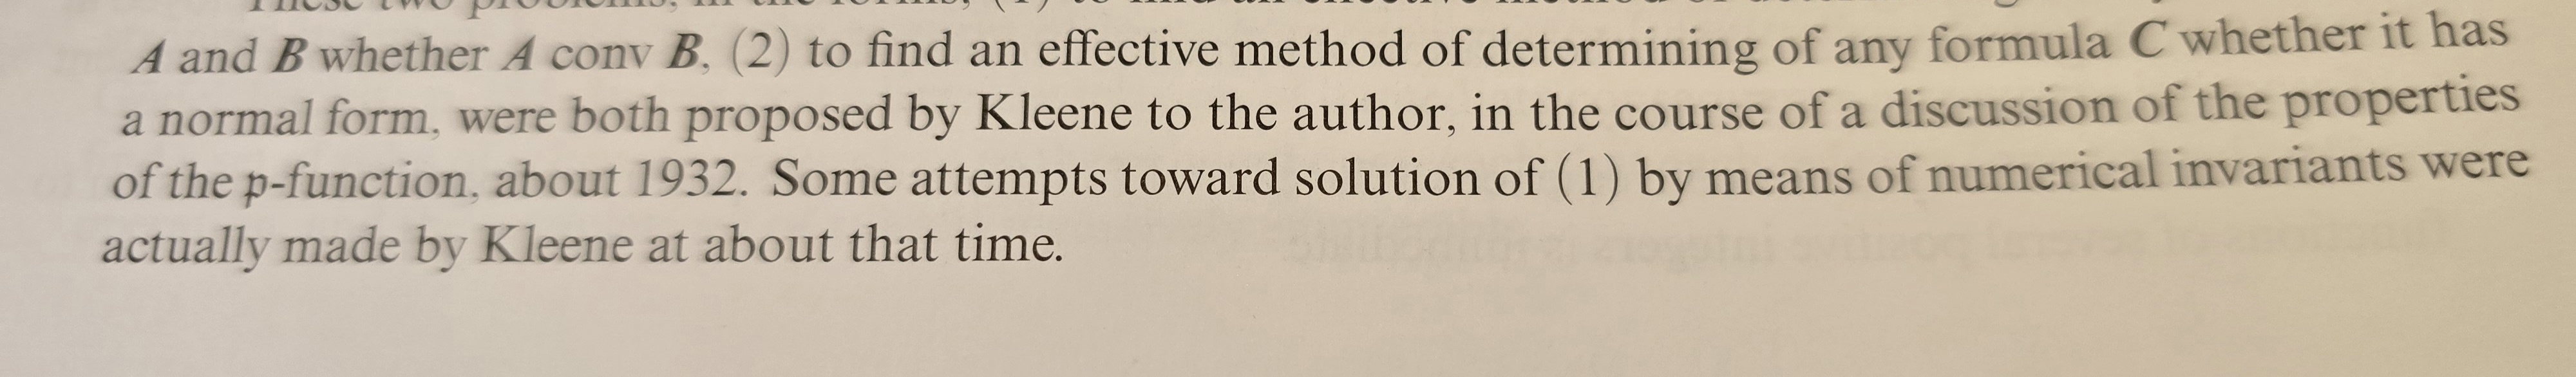 A and B whether A conv B, (2) to find an effective method of determining of any formula C whether it has
a normal form, were both proposed by Kleene to the author, in the course of a discussion of the properties
of the p-function, about 1932. Some attempts toward solution of (1) by means of numerical invariants were
actually made by Kleene at about that time.